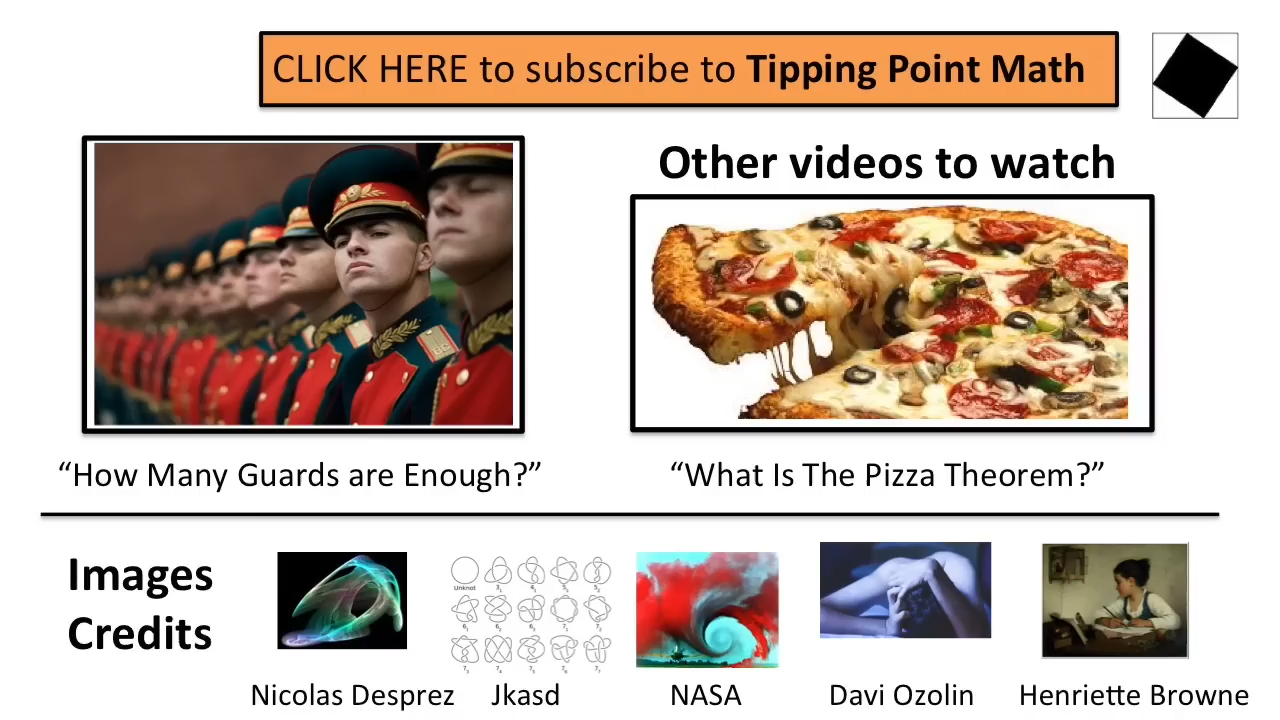 CLICK HERE to subscribe to Tipping Point Math
Other videos to watch
“How Many Guards are Enough?”
“What Is The Pizza Theorem?”
Images
Credits
Unknot
Nicolas Desprez
Jkasd
NASA
Davi Ozolin
Henriette Browne